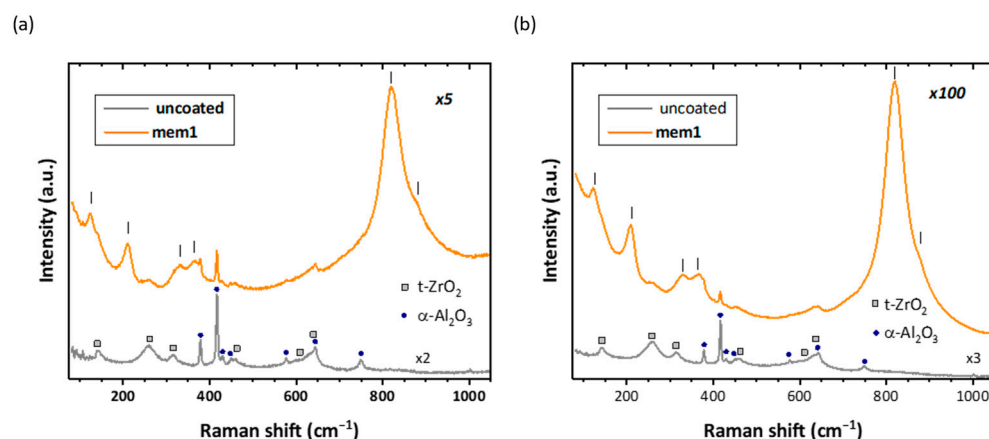 (a)
(b)
Intensity (a.u.)
uncoated
mem1
x5
t-ZrO₂
α-Al₂O₃
x2
200 400 600 800 1000
Raman shift (cm⁻¹)
Intensity (a.u.)
uncoated
mem1
x100
t-ZrO₂
α-Al₂O₃
x3
200 400 600 800 1000
Raman shift (cm⁻¹)